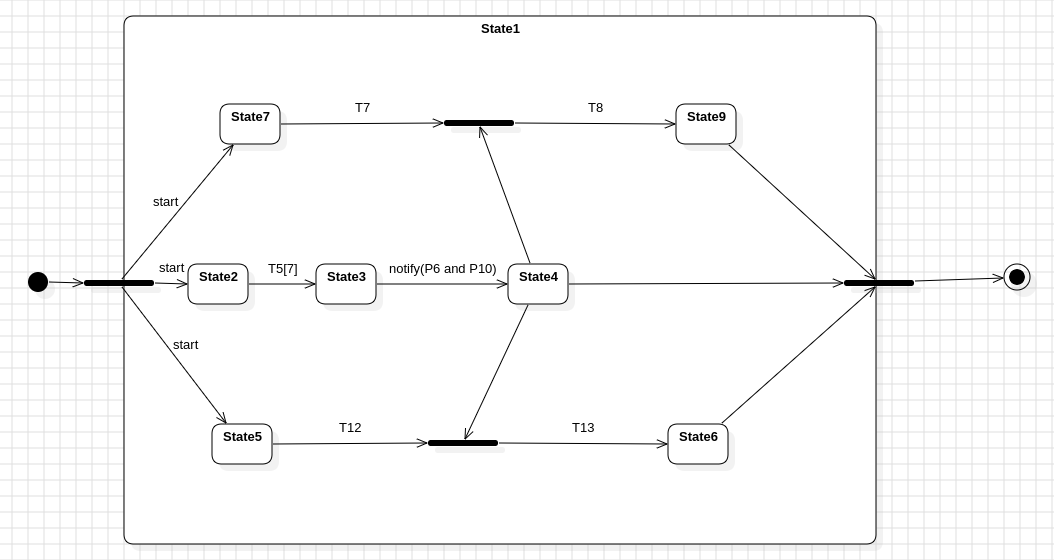 State1
T7
T8
State7
State9
start
start
T5[7]
notify(P6 and P10)
State2
State3
State4
start
T12
T13
State5
State6